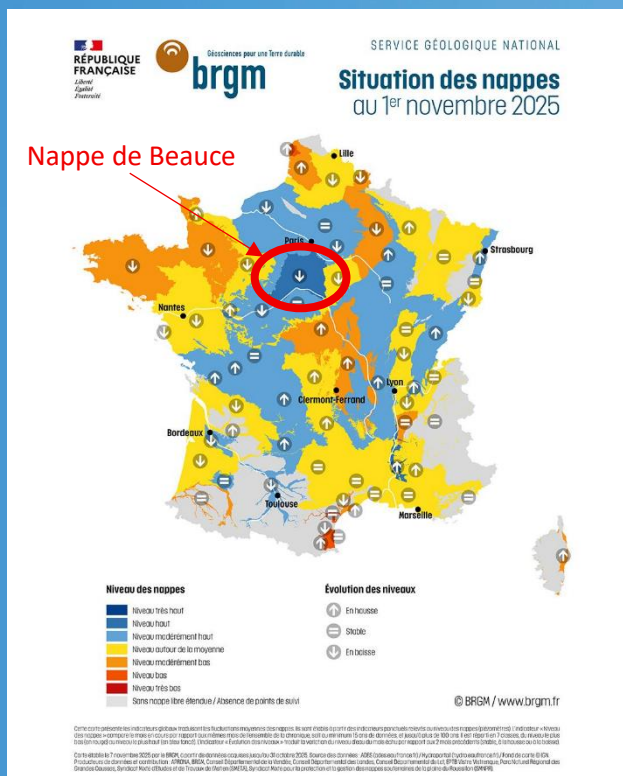 RÉPUBLIQUE
FRANÇAISE
Liberté
Égalité
Fraternité
Géosciences pour une Terre durable
brgm
SERVICE GÉOLOGIQUE NATIONAL
Situation des nappes
au 1er novembre 2025
Nappe de Beauce
Lille
Paris
Strasbourg
Nantes
Clermont-Ferrand
Lyon
Bordeaux
Toulouse
Marseille
Niveau des nappes
Niveau très haut
Niveau haut
Niveau modérément haut
Niveau autour de la moyenne
Niveau modérément bas
Niveau bas
Niveau très bas
Sans nappe libre étendue / Absence de points de suivi
Évolution des niveaux
En hausse
Stable
En baisse
© BRGM / www.brgm.fr